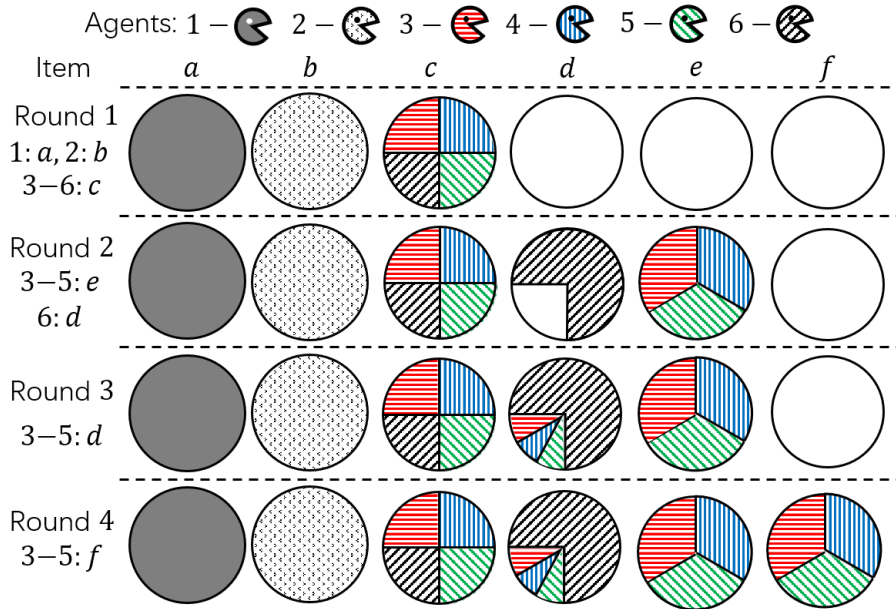 Agents: 1 − 2 − 3 − 4 − 5 − 6 −
Item a b c d e f
Round 1
1: a, 2: b
3−6: c
Round 2
3−5: e
6: d
Round 3
3−5: d
Round 4
3−5: f